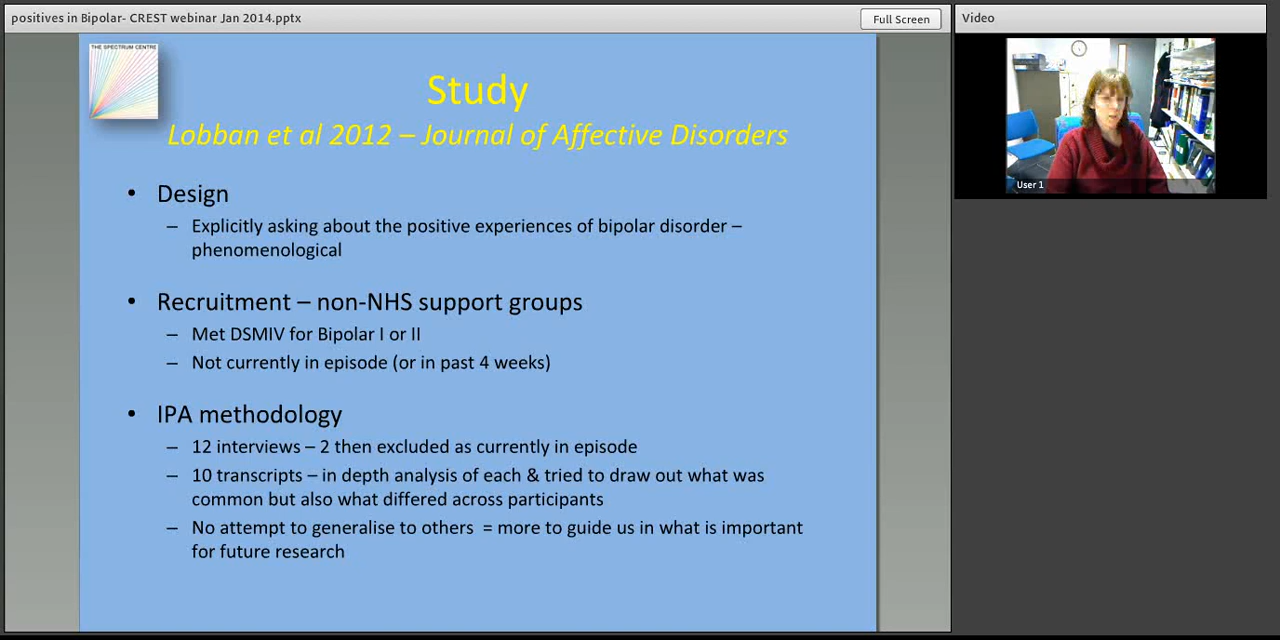 positives in Bipolar- CREST webinar Jan 2014.pptx
Full Screen
Video
THE SPECTRUM CENTRE
Study
Lobban et al 2012 – Journal of Affective Disorders
• Design
– Explicitly asking about the positive experiences of bipolar disorder –
phenomenological
• Recruitment – non-NHS support groups
– Met DSMIV for Bipolar I or II
– Not currently in episode (or in past 4 weeks)
• IPA methodology
– 12 interviews – 2 then excluded as currently in episode
– 10 transcripts – in depth analysis of each & tried to draw out what was
common but also what differed across participants
– No attempt to generalise to others = more to guide us in what is important
for future research
User 1